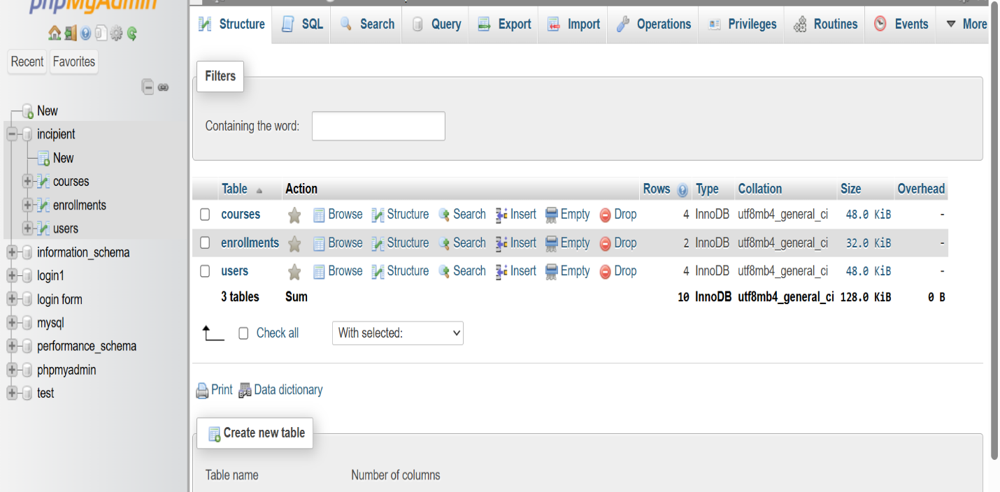 phpMyAdmin
Recent Favorites
New
incipient
New
courses
enrollments
users
information_schema
login1
login form
mysql
performance_schema
phpmyadmin
test
Structure SQL Search Query Export Import Operations Privileges Routines Events More
Filters
Containing the word:
Table Action Rows Type Collation Size Overhead
courses Browse Structure Search Insert Empty Drop 4 InnoDB utf8mb4_general_ci 48.0 KiB -
enrollments Browse Structure Search Insert Empty Drop 2 InnoDB utf8mb4_general_ci 32.0 KiB -
users Browse Structure Search Insert Empty Drop 4 InnoDB utf8mb4_general_ci 48.0 KiB -
3 tables Sum 10 InnoDB utf8mb4_general_ci 128.0 KiB 0 B
Check all With selected:
Print Data dictionary
Create new table
Table name Number of columns